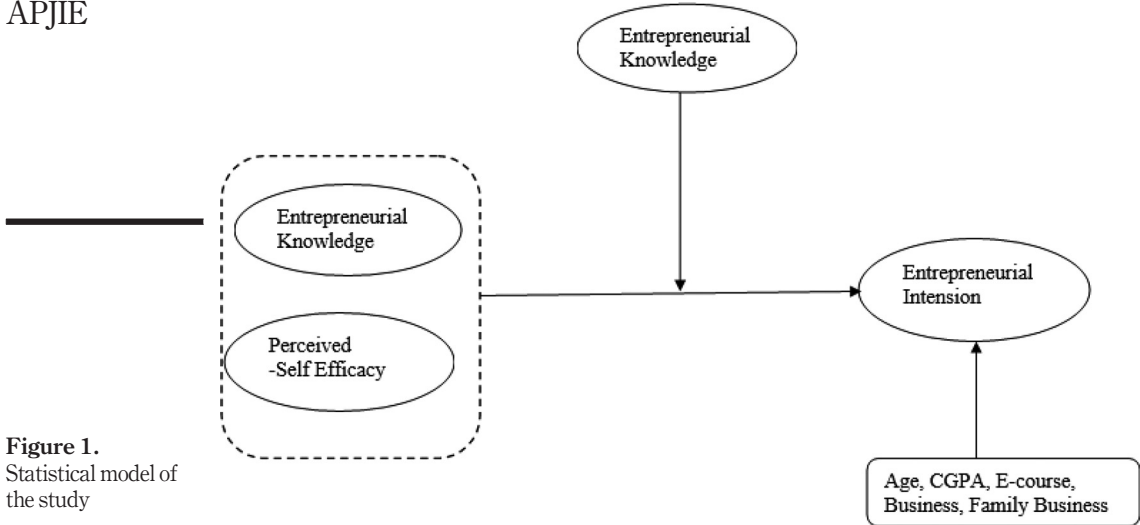 APJIE
Entrepreneurial
Knowledge
Entrepreneurial
Knowledge
Perceived
-Self Efficacy
Entrepreneurial
Intension
Age, CGPA, E-course,
Business, Family Business
Figure 1.
Statistical model of
the study